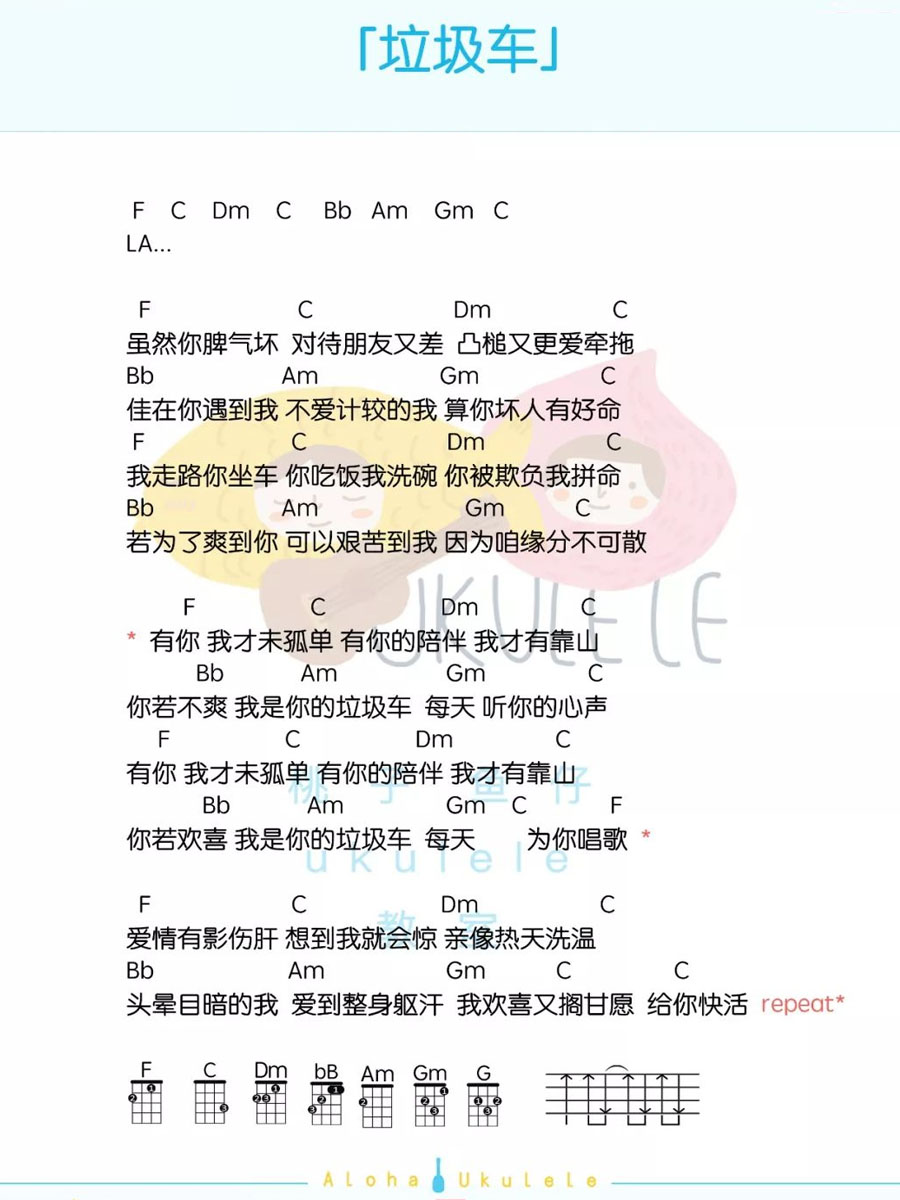 「垃圾车」
F C Dm C Bb Am Gm C
LA...
F C Dm C
虽然你脾气坏 对待朋友又差 凸槌又更爱牵拖
Bb Am Gm C
佳在你遇到我 不爱计较的我 算你坏人有好命
F C Dm C
我走路你坐车 你吃饭我洗碗 你被欺负我拼命
Bb Am Gm C
若为了爽到你 可以艰苦到我 因为咱缘分不可散
F C Dm C
* 有你 我才未孤单 有你的陪伴 我才有靠山
Bb Am Gm C
你若不爽 我是你的垃圾车 每天 听你的心声
F C Dm C
有你 我才未孤单 有你的陪伴 我才有靠山
Bb Am Gm C F
你若欢喜 我是你的垃圾车 每天 为你唱歌 *
F C Dm C
爱情有影伤肝 想到我就会惊 亲像热天洗温
Bb Am Gm C C
头晕目暗的我 爱到整身躯汗 我欢喜又搁甘愿 给你快活 repeat*
UKULELE
桃子鱼仔
ukulele
教室
F C Dm bB Am Gm G
Aloha Ukulele